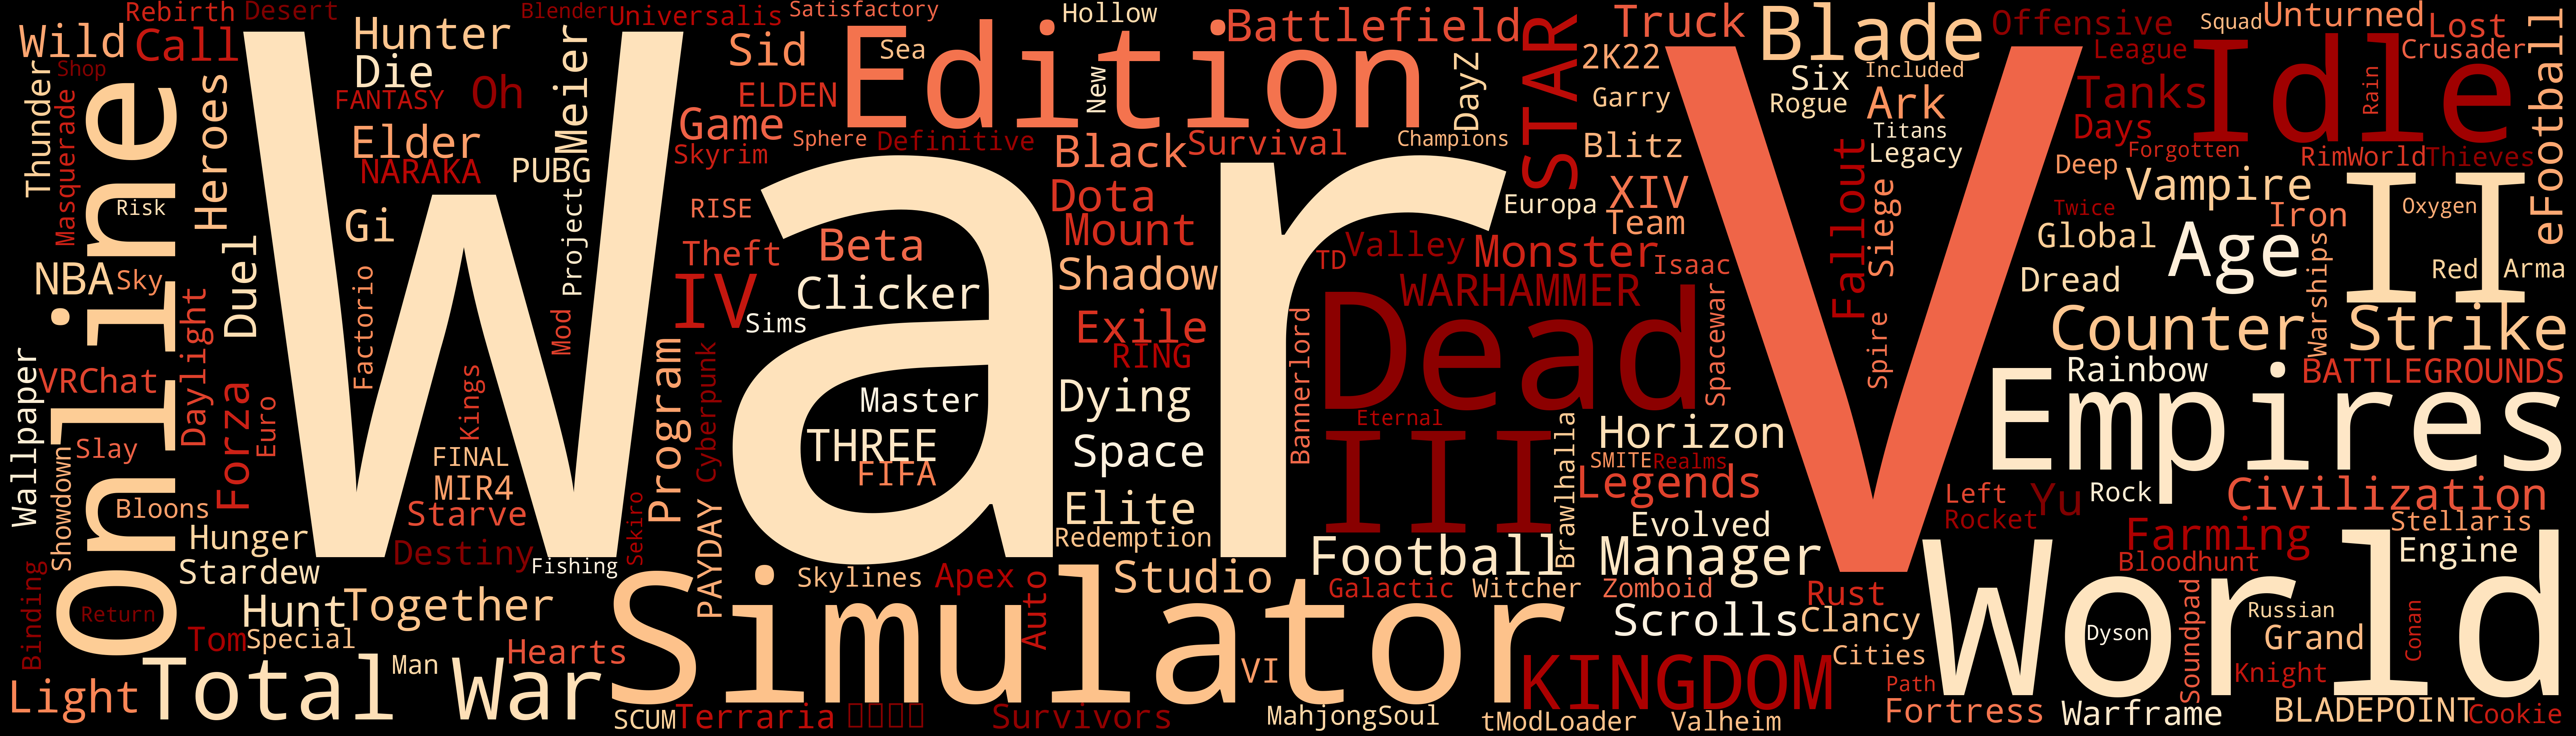 Rebirth
Desert
Blender
Universalis
Satisfactory
Hollow
Battlefield
Truck
Blade
Offensive
Squad
Unturned
Lost
Wild
Call
Hunter
Sid
Sea
Edition
STAR
2K22
League
Crusader
Idle
eFootball
Shop
Die
Meier
New
DayZ
Six
Included
Thunder
Masquerade
Online
Heroes
FANTASY
Oh
ELDEN
Garry
Rogue
Ark
Tanks
Rain
Game
Sphere
Definitive
Champions
Titans
Days
Elder
Skyrim
Black
Survival
Blitz
Legacy
Forgotten
RimWorld
Thieves
NARAKA
PUBG
Deep
Vampire
II
Risk
Project
RISE
Dota
Europa
XIV
Team
Fallout
Siege
Twice
Iron
Oxygen
Gi
War
Mount
V
Global
Age
Duel
Theft
Beta
TD
Valley
Monster
Isaac
NBA
Sky
Factorio
Shadow
WARHAMMER
Dread
Warships
Red
Arma
IV
Clicker
Dead
Spacewar
Daylight
Mod
Sims
Exile
RING
Bannerlord
Spire
Counter
Strike
Wallpaper
VRChat
Forza
Euro
Kings
Program
Cyberpunk
Master
Dying
Eternal
Rainbow
BATTLEGROUNDS
Empires
Showdown
Slay
FINAL
THREE
FIFA
Space
III
Brawlhalla
Horizon
SMITE
Realms
Legends
Bloons
MIR4
Starve
Sekiro
PAYDAY
Elite
Left
Yu
Rock
Civilization
Rocket
Hunger
Destiny
Fishing
Redemption
Football
Evolved
Manager
Farming
Stellaris
Engine
Bloodhunt
Binding
Stardew
Skylines
Apex
Auto
Studio
Galactic
Witcher
Zomboid
Rust
World
Return
Hunt
Together
Simulator
Scrolls
Clancy
Dyson
Soundpad
Russian
Conan
Tom
Special
Hearts
Grand
Light
Total War
Man
VI
KINGDOM
Cities
Path
Knight
SCUM
Terraria
Survivors
MahjongSoul
tModLoader
Valheim
Fortress
Warframe
BLADEPOINT
Cookie